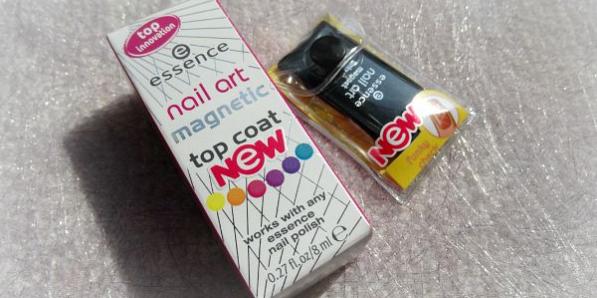 top
innovation
e
essence
nail art
magnetic
top coat
NEW
works with any
essence
nail polish
0.27 fl.oz/8 ml e
essence
nail art
magnet
NEW